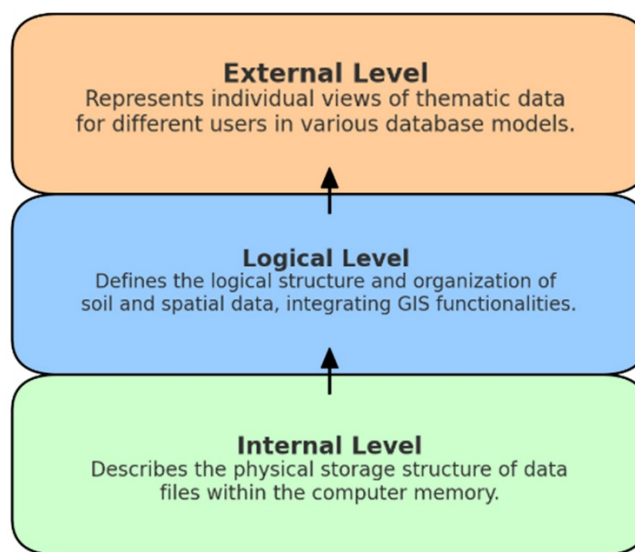 External Level
Represents individual views of thematic data
for different users in various database models.
Logical Level
Defines the logical structure and organization of
soil and spatial data, integrating GIS functionalities.
Internal Level
Describes the physical storage structure of data
files within the computer memory.